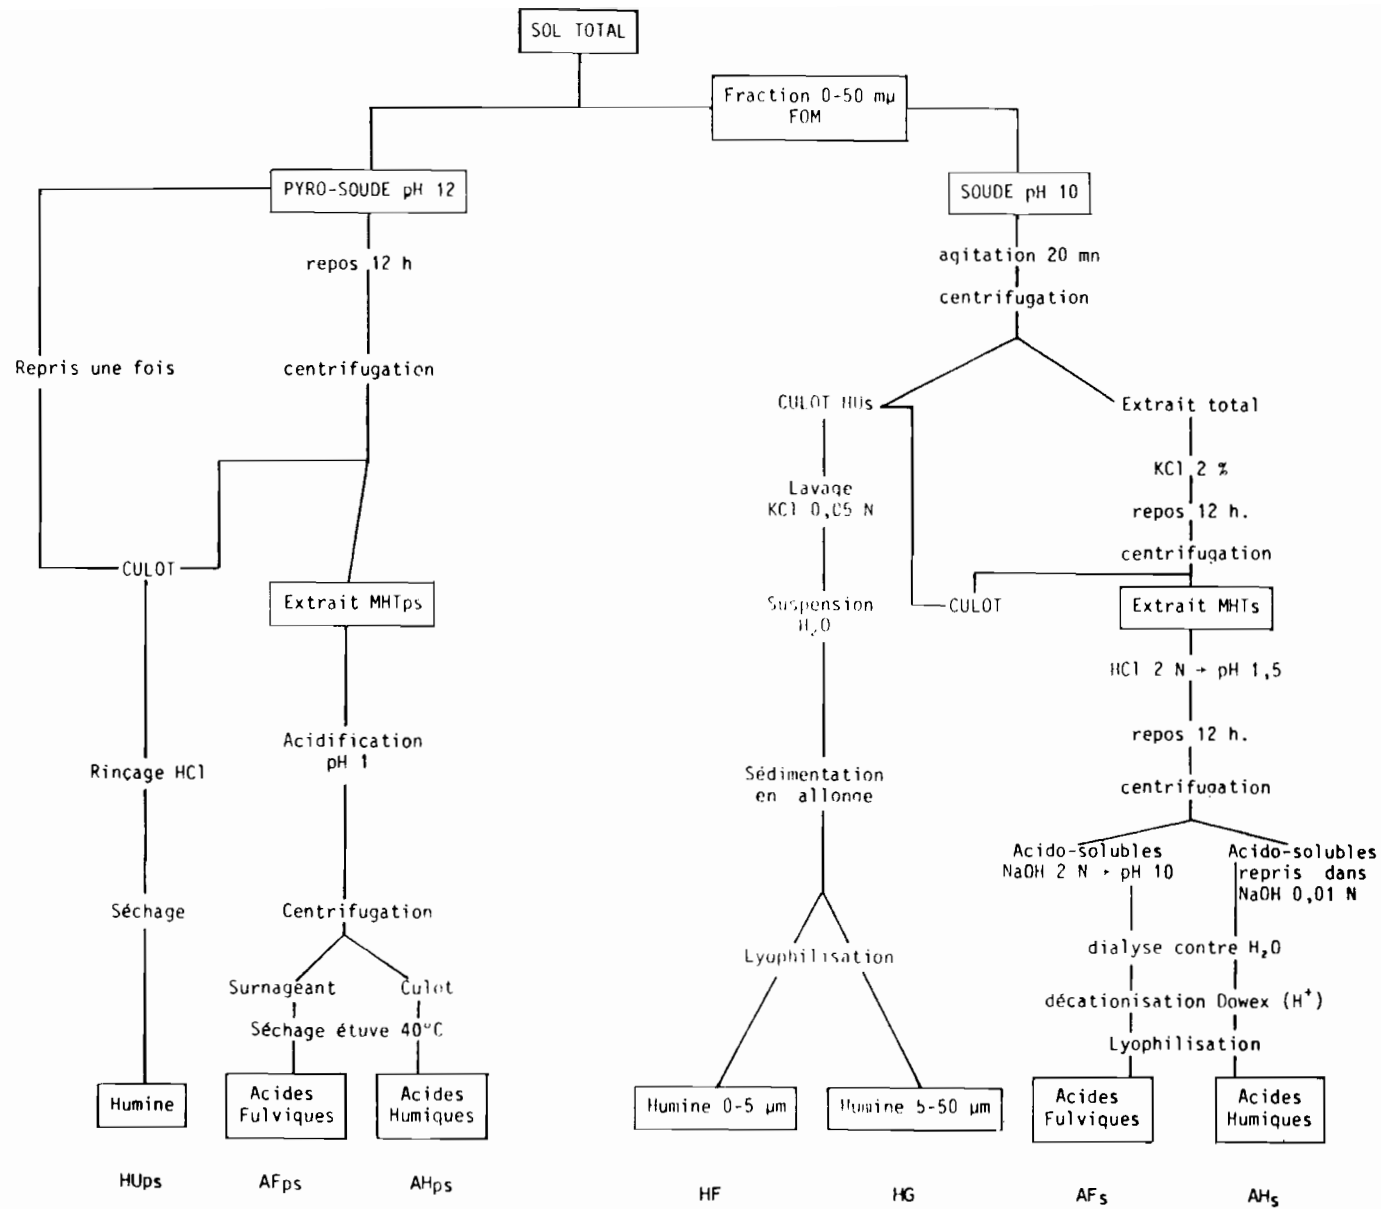 SOL TOTAL
Fraction 0-50 mµ
FOM
PYRO-SOUDE pH 12
SOUDE pH 10
repos 12 h
agitation 20 mn
centrifugation
Repris une fois
centrifugation
CULOT HUs
Extrait total
KCl 2 %
Lavage
KCl 0,05 N
repos 12 h.
centrifugation
CULOT
Extrait MHTps
Suspension
H₂O
CULOT
Extrait MHTs
HCl 2 N → pH 1,5
repos 12 h.
Acidification
pH 1
Rinçage HCl
Sédimentation
en allonge
centrifugation
Acido-solubles
NaOH 2 N → pH 10
Acido-solubles
repris dans
NaOH 0,01 N
Séchage
Centrifugation
dialyse contre H₂O
Lyophilisation
Surnageant
Culot
décationisation Dowex (H⁺)
Séchage étuve 40°C
Lyophilisation
Humine
Acides
Fulviques
Acides
Humiques
Humine 0-5 µm
Humine 5-50 µm
Acides
Fulviques
Acides
Humiques
HUps
AFps
AHps
HF
HG
AFs
AHs